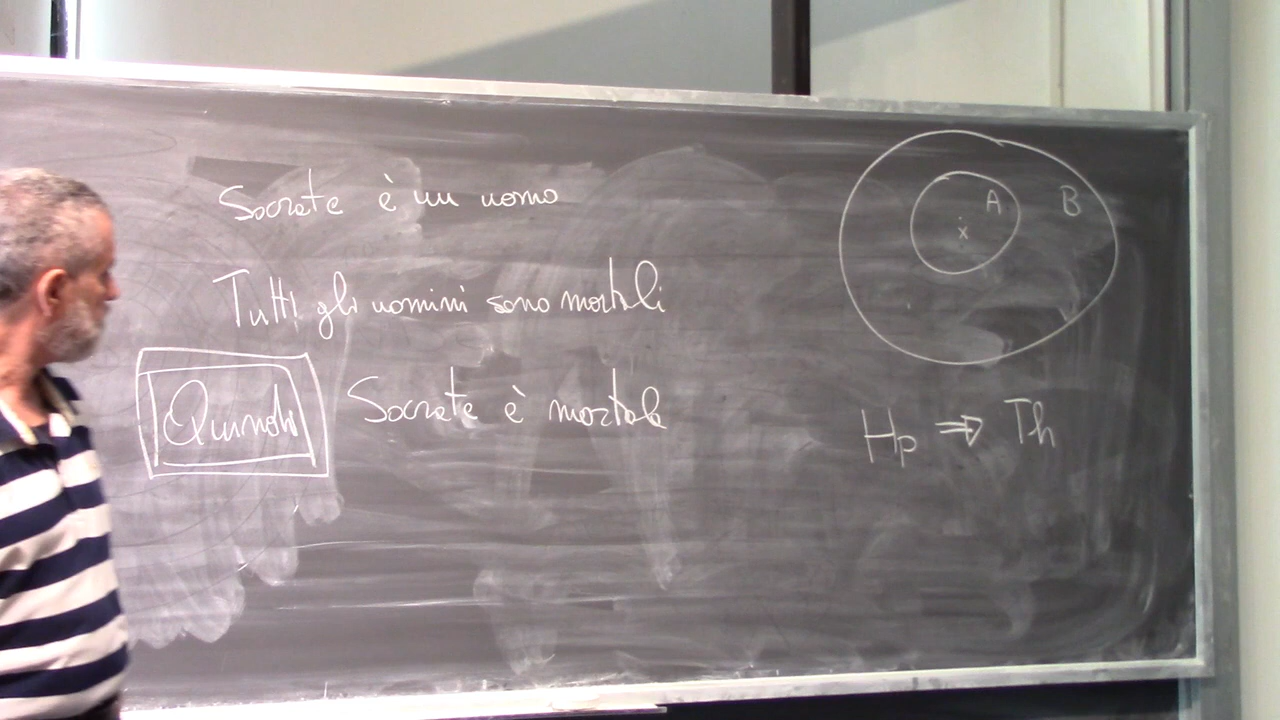 Socrate è un uomo
Tutti gli uomini sono mortali
Quindi Socrate è mortale
A B
x
Hp ⇒ Th